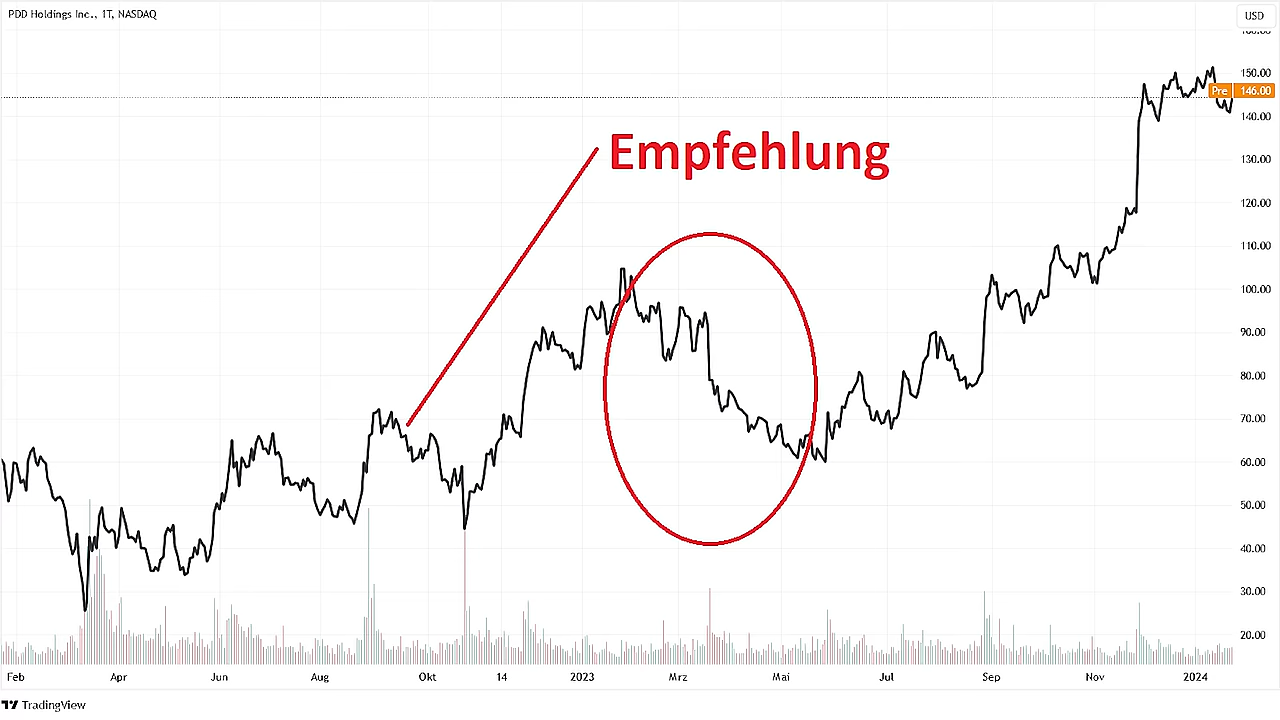 PDD Holdings Inc., 1T, NASDAQ
USD
160.00
150.00
Pre 146.00
140.00
130.00
120.00
110.00
100.00
90.00
80.00
70.00
60.00
50.00
40.00
30.00
20.00
Empfehlung
Feb Apr Jun Aug Okt 14 2023 Mrz Mai Jul Sep Nov 2024
TradingView